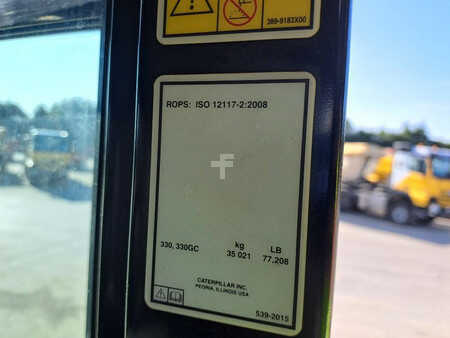 389-9183X00
ROPS: ISO 12117-2:2008
kg LB
330, 330GC 35 021 77,208
CATERPILLAR INC.
PEORIA, ILLINOIS USA
539-2015